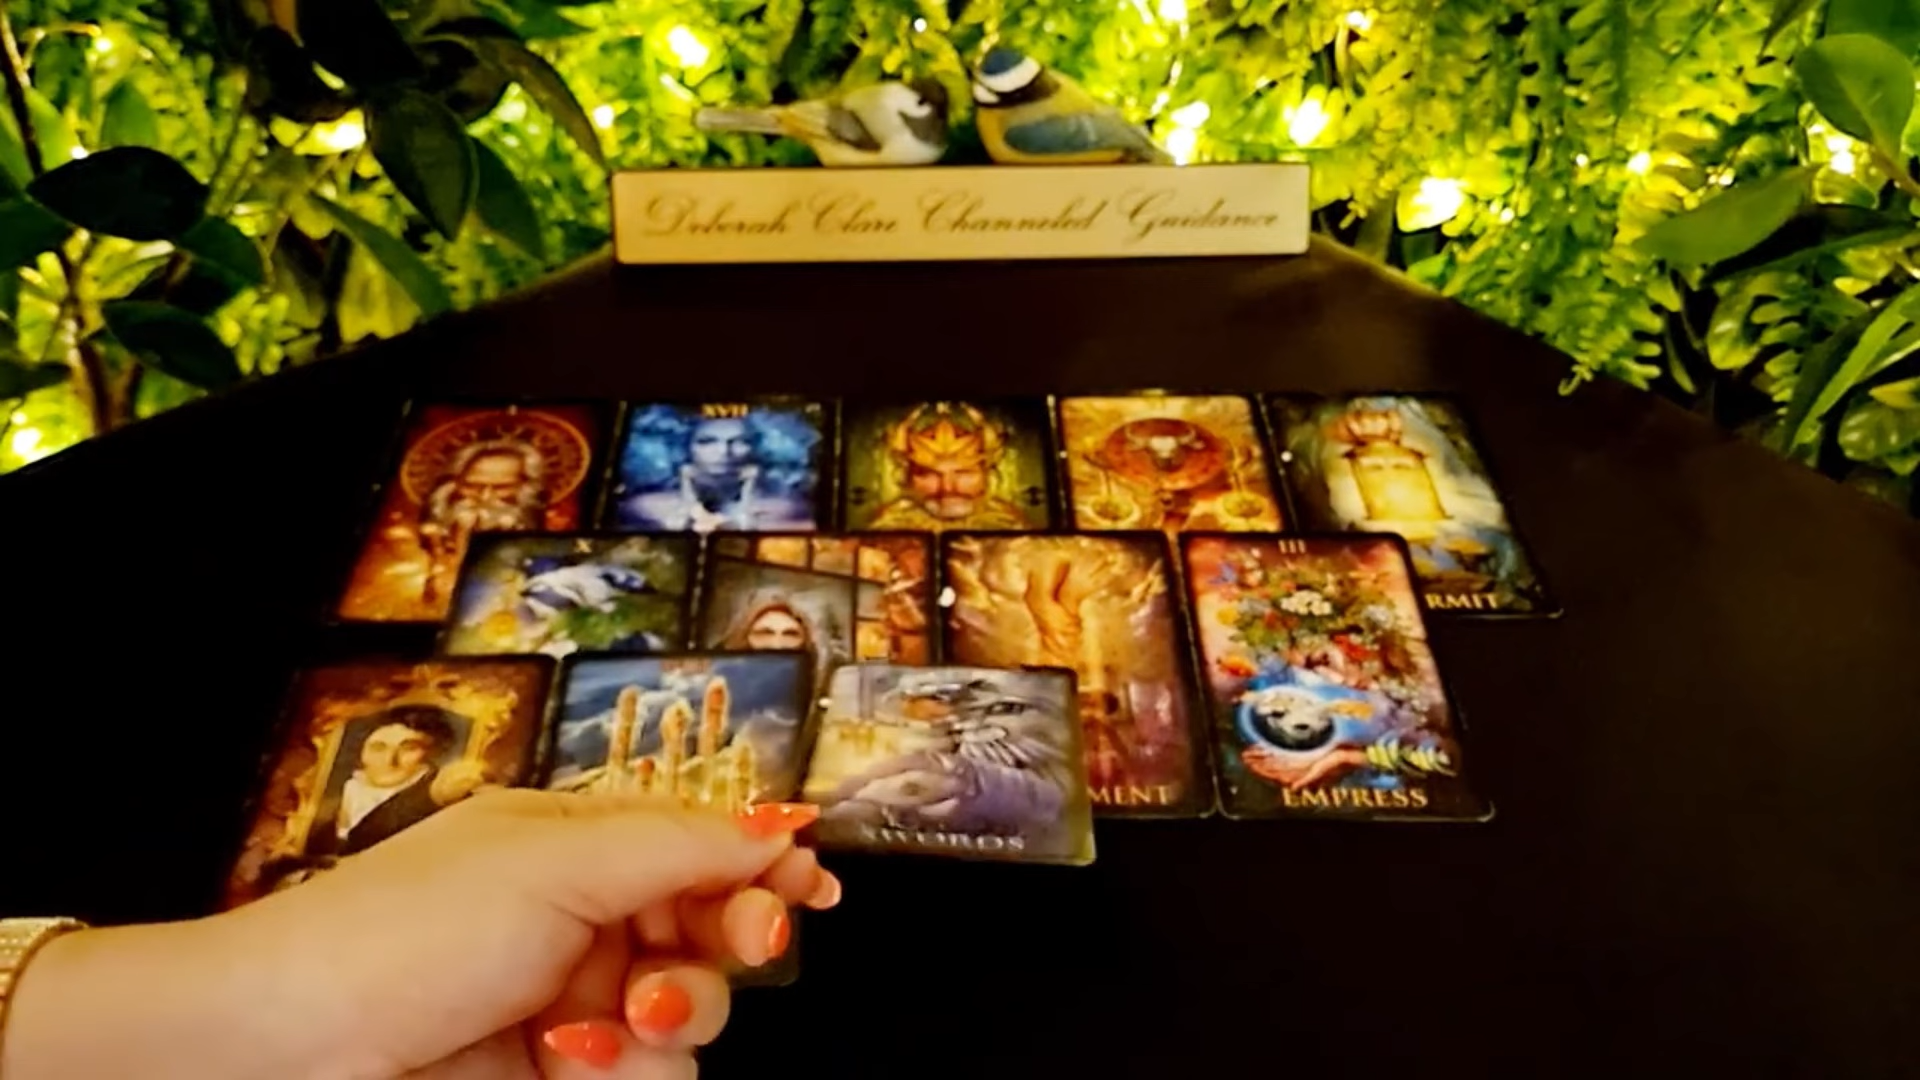 Deborah Clare Channeled Guidance
I
XVII
K
RMIT
X
III
MENT
EMPRESS
SWORDS